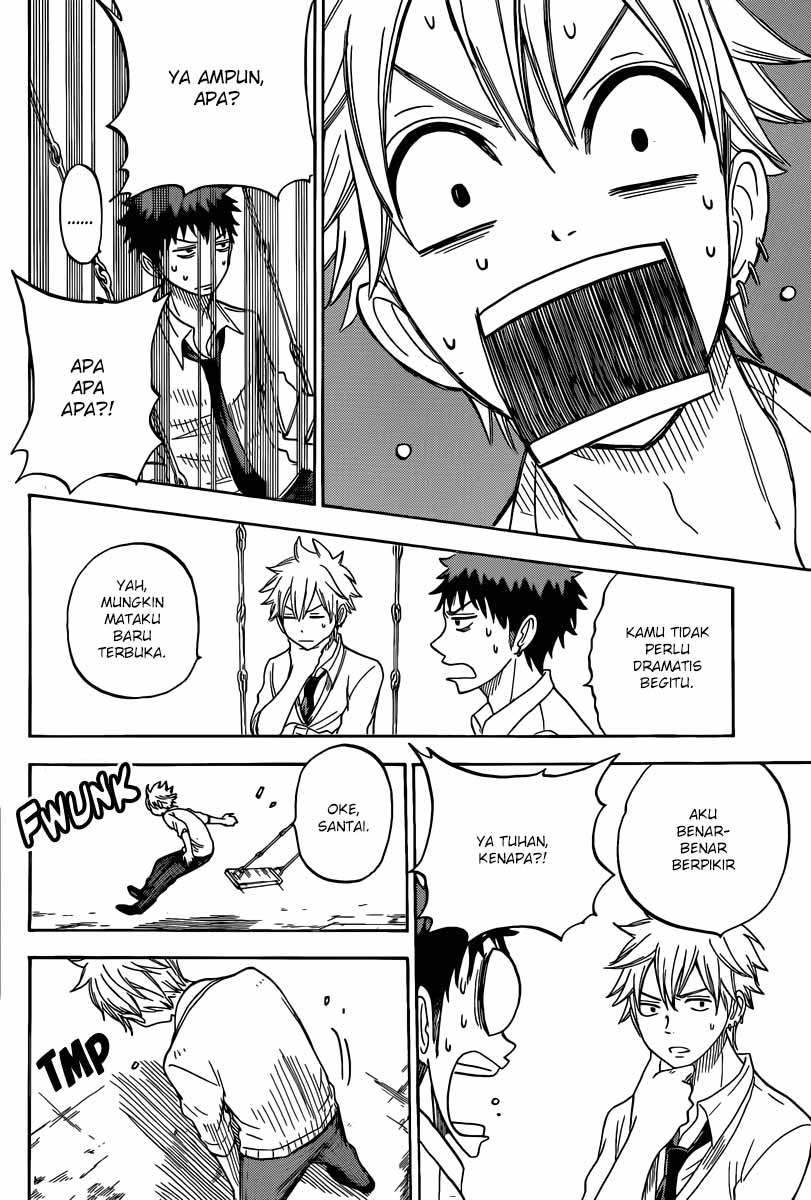 YA AMPUN,
APA?
......
APA
APA
APA?!
KAMU TIDAK
PERLU
DRAMATIS
BEGITU.
YAH,
MUNGKIN
MATAKU
BARU
TERBUKA.
AKU
BENAR-
BENAR
BERPIKIR
YA TUHAN,
KENAPA?!
OKE,
SANTAI.
FWUNK
TMP